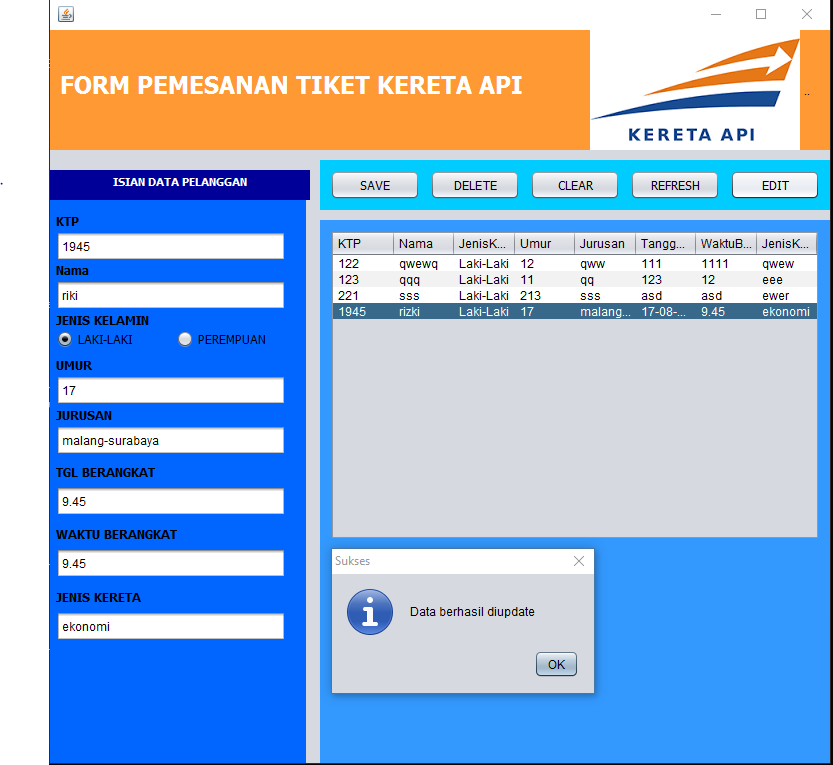 FORM PEMESANAN TIKET KERETA API
KERETA API
..
.
ISIAN DATA PELANGGAN
SAVE DELETE CLEAR REFRESH EDIT
KTP
1945
Nama
riki
JENIS KELAMIN
LAKI-LAKI PEREMPUAN
UMUR
17
JURUSAN
malang-surabaya
TGL BERANGKAT
9.45
WAKTU BERANGKAT
9.45
JENIS KERETA
ekonomi
KTP Nama JenisK... Umur Jurusan Tangg... WaktuB... JenisK...
122 qwewq Laki-Laki 12 qww 111 1111 qwew
123 qqq Laki-Laki 11 qq 123 12 eee
221 sss Laki-Laki 213 sss asd asd ewer
1945 rizki Laki-Laki 17 malang... 17-08-... 9.45 ekonomi
Sukses
Data berhasil diupdate
OK